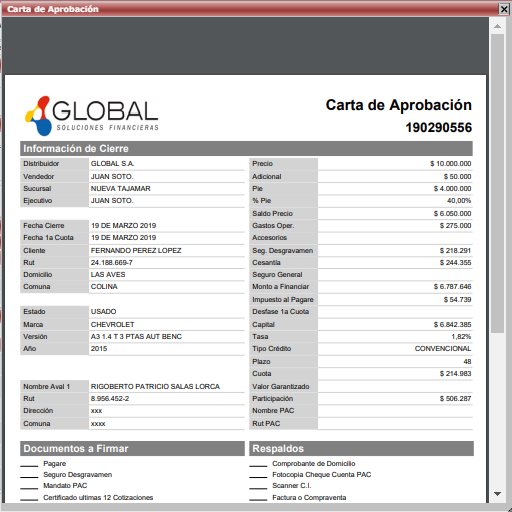 Carta de Aprobación
GLOBAL
SOLUCIONES FINANCIERAS
Carta de Aprobación
190290556
Información de Cierre
Distribuidor GLOBAL S.A.
Vendedor JUAN SOTO.
Sucursal NUEVA TAJAMAR
Ejecutivo JUAN SOTO.
Fecha Cierre 19 DE MARZO 2019
Fecha 1a Cuota 19 DE MARZO 2019
Cliente FERNANDO PEREZ LOPEZ
Rut 24.188.669-7
Domicilio LAS AVES
Comuna COLINA
Estado USADO
Marca CHEVROLET
Versión A3 1.4 T 3 PTAS AUT BENC
Año 2015
Nombre Aval 1 RIGOBERTO PATRICIO SALAS LORCA
Rut 8.956.452-2
Dirección xxx
Comuna xxxx
Precio $ 10.000.000
Adicional $ 50.000
Pie $ 4.000.000
% Pie 40,00%
Saldo Precio $ 6.050.000
Gastos Oper. $ 275.000
Accesorios
Seg. Desgravamen $ 218.291
Cesantía $ 244.355
Seguro General
Monto a Financiar $ 6.787.646
Impuesto al Pagare $ 54.739
Desfase 1a Cuota
Capital $ 6.842.385
Tasa 1,82%
Tipo Crédito CONVENCIONAL
Plazo 48
Cuota $ 214.983
Valor Garantizado
Participación $ 506.287
Nombre PAC
Rut PAC
Documentos a Firmar
Pagare
Seguro Desgravamen
Mandato PAC
Certificado ultimas 12 Cotizaciones
Respaldos
Comprobante de Domicilio
Fotocopia Cheque Cuenta PAC
Scanner C.I.
Factura o Compraventa